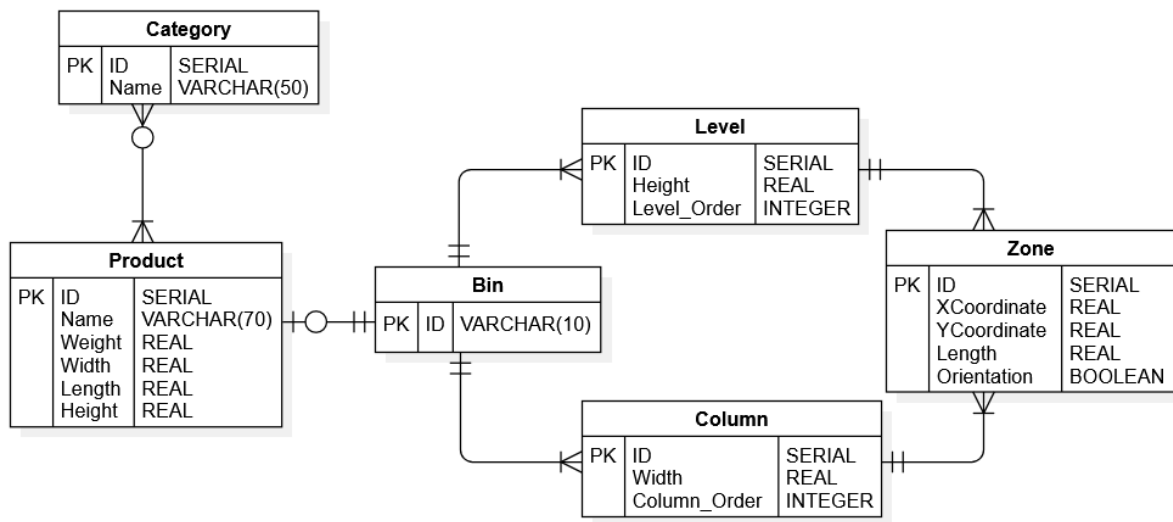 Category
PK ID SERIAL
Name VARCHAR(50)
Product
PK ID SERIAL
Name VARCHAR(70)
Weight REAL
Width REAL
Length REAL
Height REAL
Bin
PK ID VARCHAR(10)
Level
PK ID SERIAL
Height REAL
Level_Order INTEGER
Column
PK ID SERIAL
Width REAL
Column_Order INTEGER
Zone
PK ID SERIAL
XCoordinate REAL
YCoordinate REAL
Length REAL
Orientation BOOLEAN